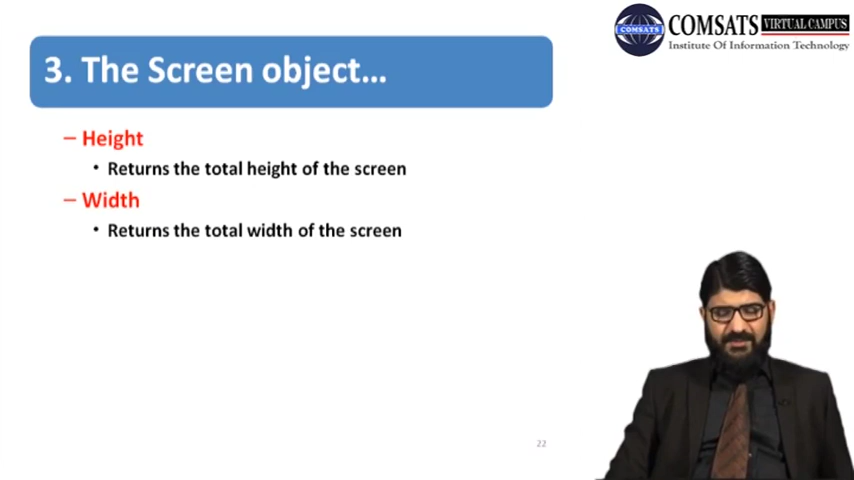 COMSATS VIRTUAL CAMPUS
COMSATS
Institute Of Information Technology
3. The Screen object...
– Height
• Returns the total height of the screen
– Width
• Returns the total width of the screen
22